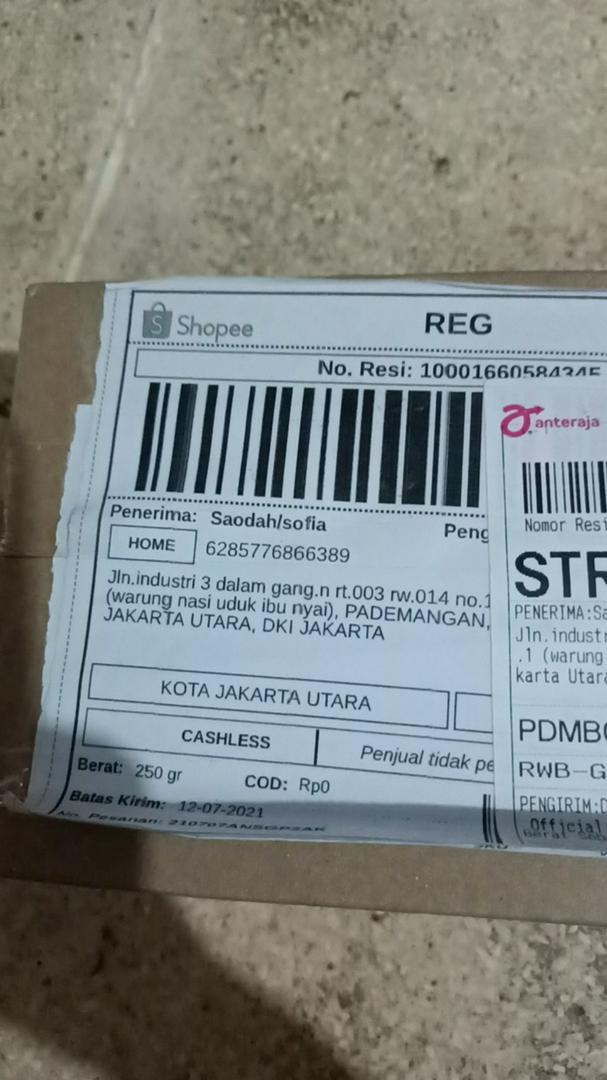 Shopee
REG
No. Resi: 10001660584345
anteraja
Nomor Resi
Penerima: Saodah/sofia
Peng
HOME
6285776866389
Jln.industri 3 dalam gang.n rt.003 rw.014 no.1
(warung nasi uduk ibu nyai), PADEMANGAN,
JAKARTA UTARA, DKI JAKARTA
KOTA JAKARTA UTARA
CASHLESS
Penjual tidak pe
Berat: 250 gr
COD: Rp0
Batas Kirim: 12-07-2021
No. Pesanan:
STR
PENERIMA:Sa
Jln.industr
.1 (warung
karta Utara
PDMB
RWB-G
PENGIRIM:D
Official